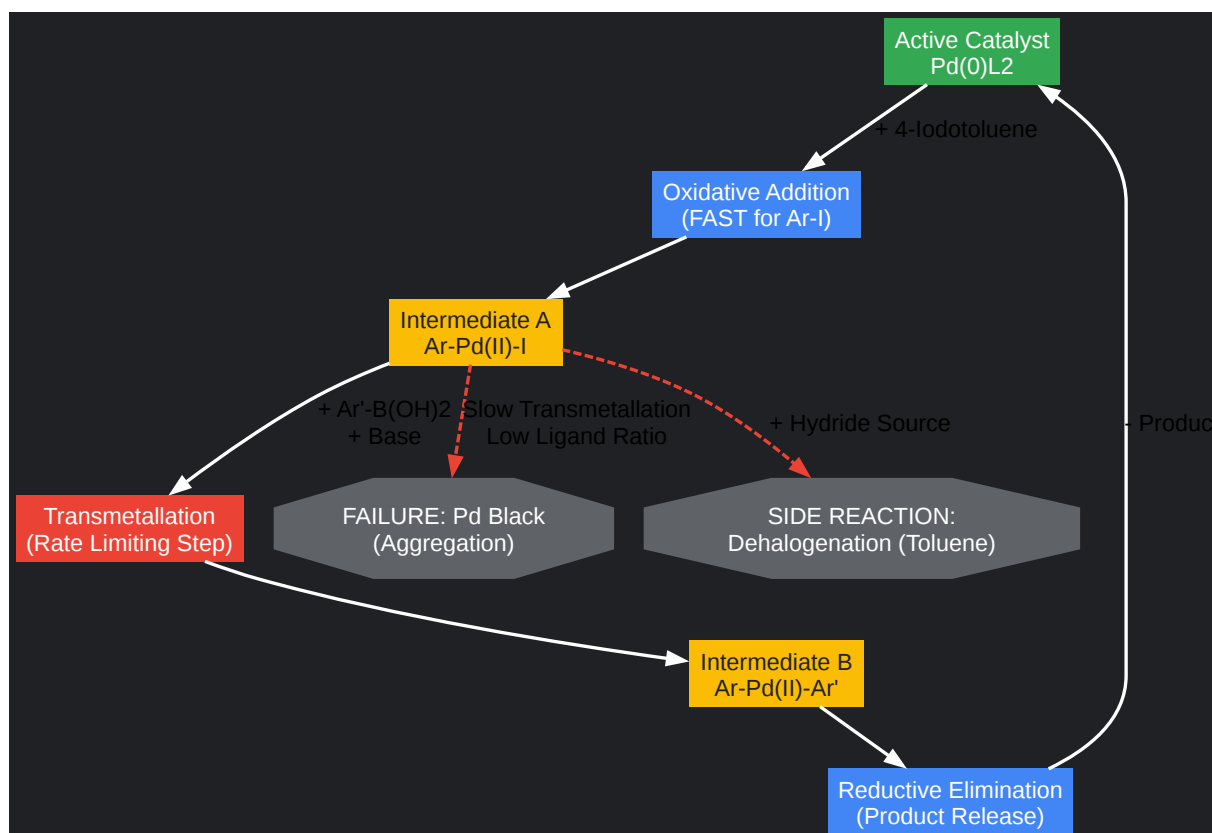 Active Catalyst
Pd(0)L2
+ 4-Iodotoluene
Oxidative Addition
(FAST for Ar-I)
Intermediate A
Ar-Pd(II)-I
+ Ar'-B(OH)2
+ Base
Slow Transmetallation
Low Ligand Ratio
+ Hydride Source
- Produc
Transmetallation
(Rate Limiting Step)
FAILURE: Pd Black
(Aggregation)
SIDE REACTION:
Dehalogenation (Toluene)
Intermediate B
Ar-Pd(II)-Ar'
Reductive Elimination
(Product Release)